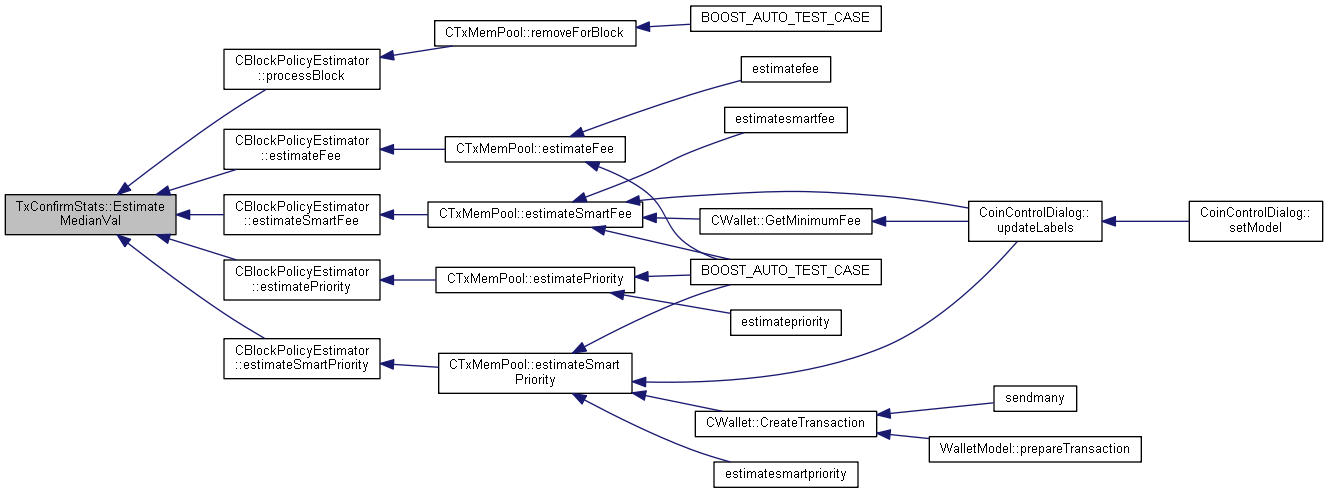 BOOST_AUTO_TEST_CASE
CTxMemPool::removeForBlock
CBlockPolicyEstimator
::processBlock
estimatefee
estimatesmartfee
CBlockPolicyEstimator
::estimateFee
CTxMemPool::estimateFee
TxConfirmStats::Estimate
MedianVal
CBlockPolicyEstimator
::estimateSmartFee
CTxMemPool::estimateSmartFee
CWallet::GetMinimumFee
CoinControlDialog::
updateLabels
CoinControlDialog::
setModel
CBlockPolicyEstimator
::estimatePriority
CTxMemPool::estimatePriority
BOOST_AUTO_TEST_CASE
estimatepriority
CBlockPolicyEstimator
::estimateSmartPriority
CTxMemPool::estimateSmart
Priority
sendmany
CWallet::CreateTransaction
WalletModel::prepareTransaction
estimatesmartpriority